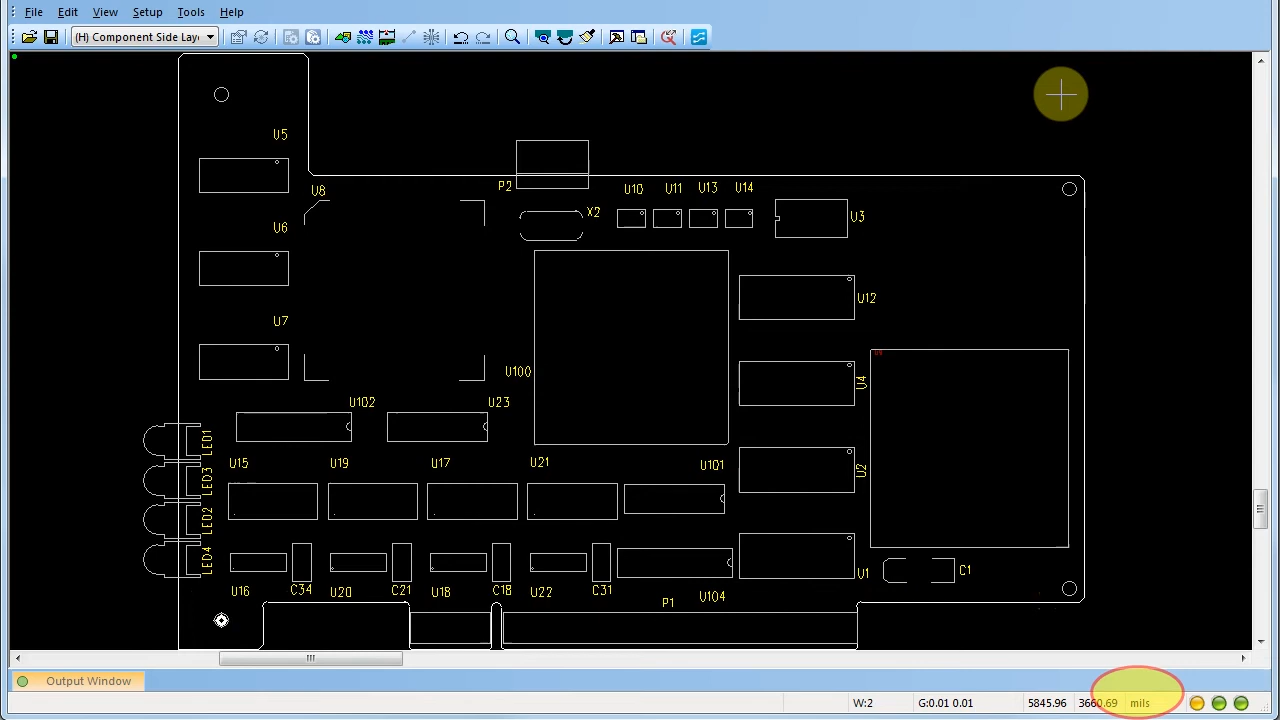 File Edit View Setup Tools Help
(H) Component Side Lay
U5
U8
P2
U10 U11 U13 U14
X2
U3
U6
U12
U7
U100
U4
U102 U23
LED1
U15 U19 U17 U21 U101
U2
LED3
LED2
LED4
U16 C34 U20 C21 U18 C18 U22 C31 U104 U1 C1
P1
Output Window
W:2 G:0.01 0.01 5845.96 3660.69 mils